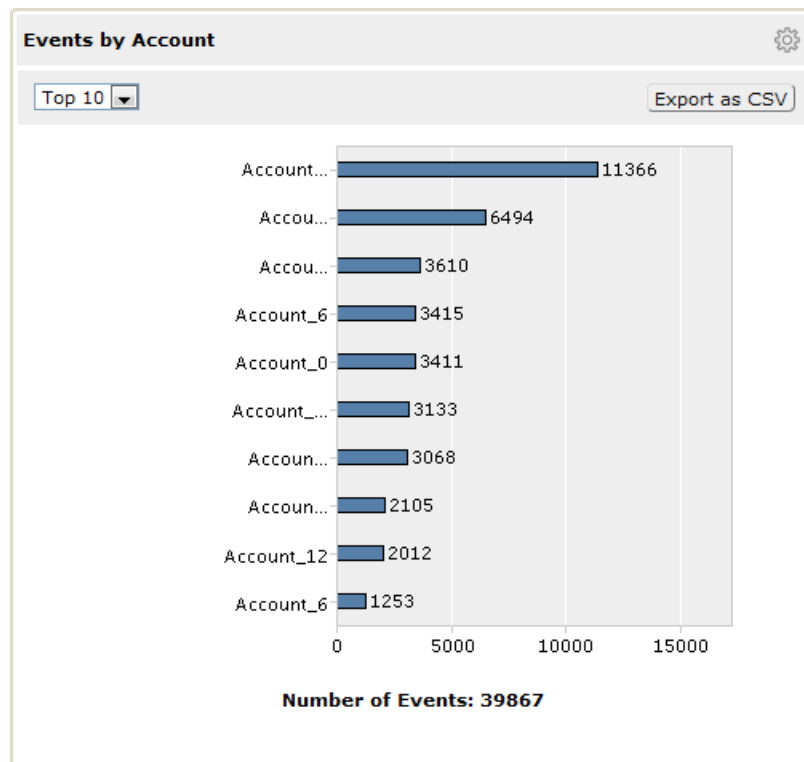 Events by Account
Top 10
Export as CSV
Account... 11366
Accou... 6494
Accou... 3610
Account_6 3415
Account_0 3411
Account_... 3133
Accoun... 3068
Accoun... 2105
Account_12 2012
Account_6 1253
0 5000 10000 15000
Number of Events: 39867